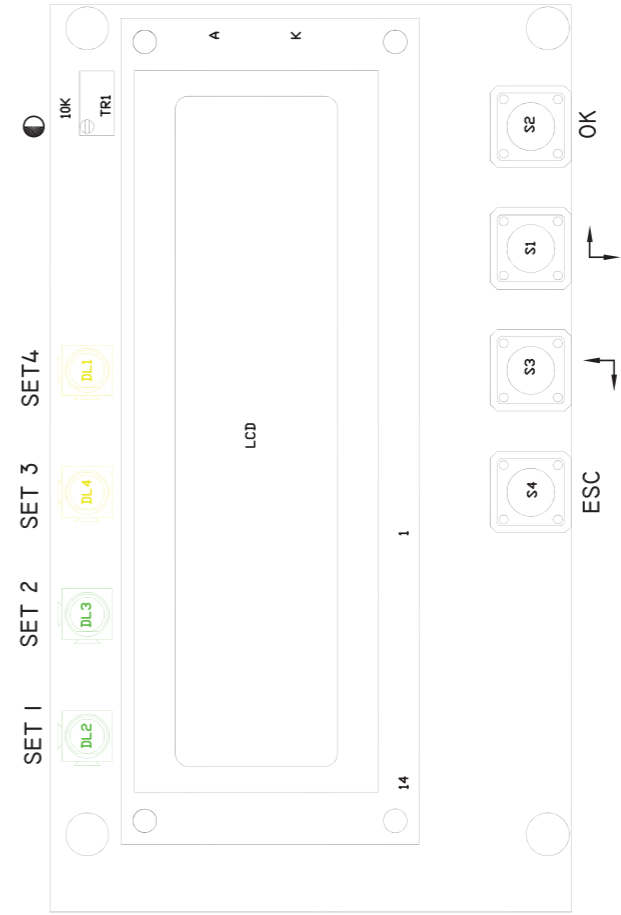 SET 1
SET 2
SET 3
SET4
DL2
DL3
DL4
DL1
10K
TR1
A
K
LCD
14
1
S4
S3
S1
S2
ESC
OK